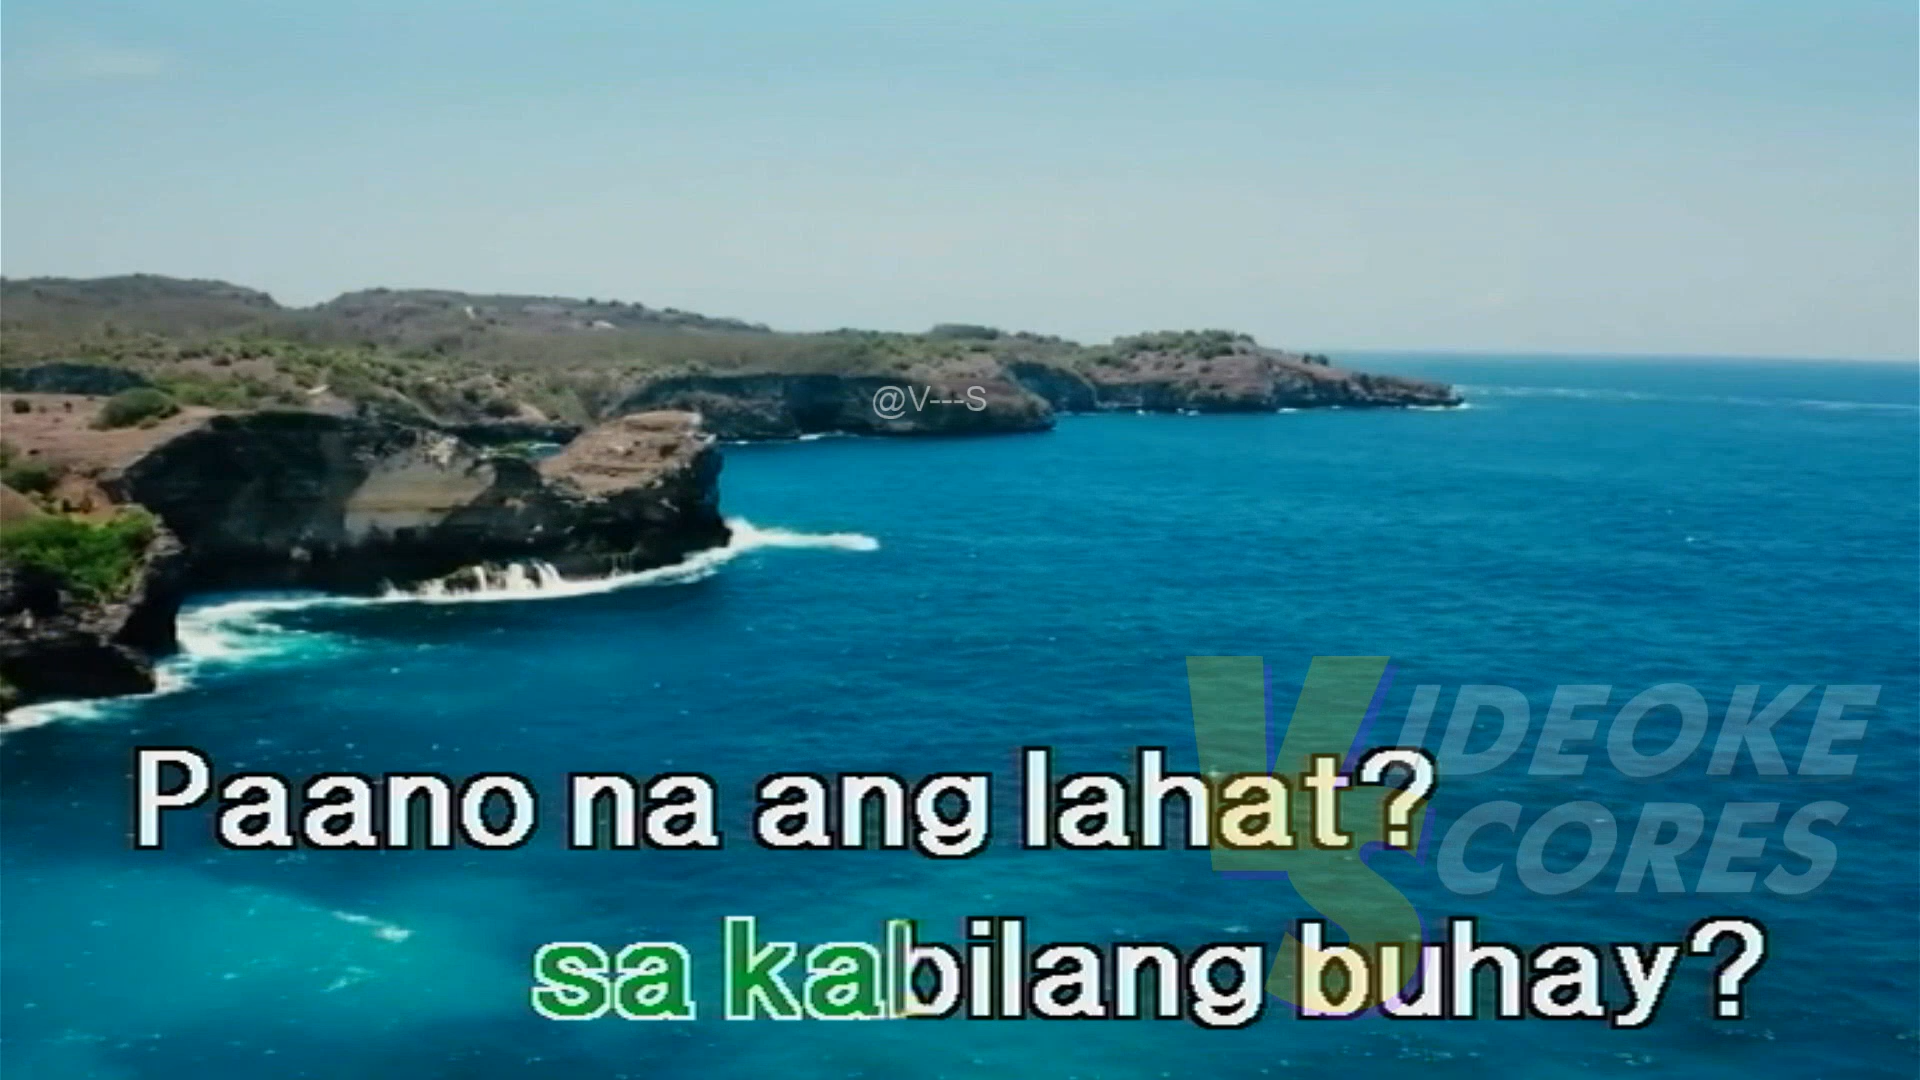 @V---S
VIDEOKE
SCORES
Paano na ang lahat?
sa kabilang buhay?